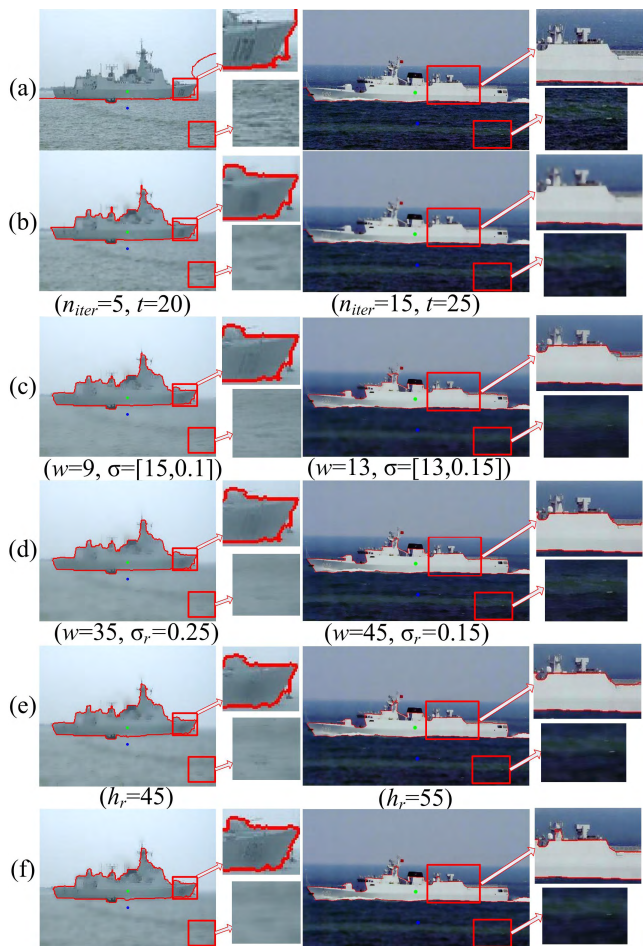 (a)
(b)
(n_iter=5, t=20) (n_iter=15, t=25)
(c)
(w=9, σ=[15,0.1]) (w=13, σ=[13,0.15])
(d)
(w=35, σ_r=0.25) (w=45, σ_r=0.15)
(e)
(h_r=45) (h_r=55)
(f)